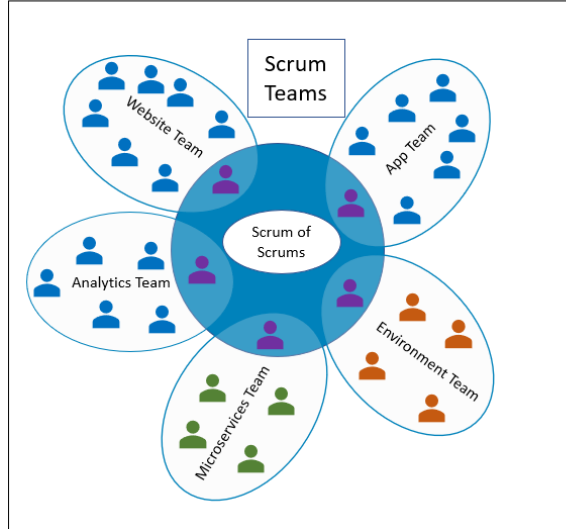 Scrum
Teams
Website Team
App Team
Scrum of
Scrums
Analytics Team
Environment Team
Microservices Team